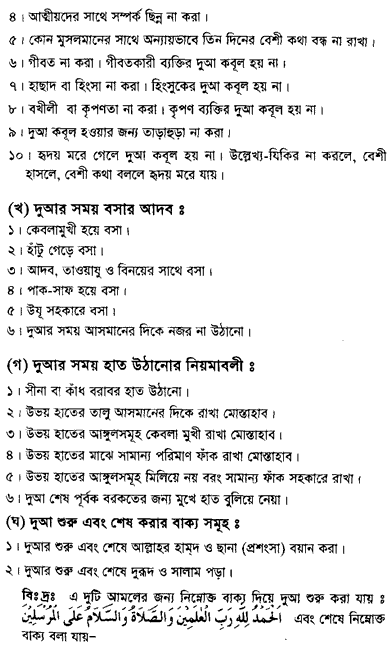 ৪। আত্মীয়দের সাথে সম্পর্ক ছিন্ন না করা।
৫। কোন মুসলমানের সাথে অন্যায়ভাবে তিন দিনের বেশী কথা বন্ধ না রাখা।
৬। গীবত না করা। গীবতকারী ব্যক্তির দুআ কবূল হয় না।
৭। হাছাদ বা হিংসা না করা। হিংসুকের দুআ কবূল হয় না।
৮। বখীলী বা কৃপণতা না করা। কৃপণ ব্যক্তির দুআ কবূল হয় না।
৯। দুআ কবূল হওয়ার জন্য তাড়াহুড়া না করা।
১০। হৃদয় মরে গেলে দুআ কবূল হয় না। উল্লেখ্য-যিকির না করলে, বেশী
হাসলে, বেশী কথা বললে হৃদয় মরে যায়।
(খ) দুআর সময় বসার আদব ঃ
১। কেবলামুখী হয়ে বসা।
২। হাঁটু গেড়ে বসা।
৩। আদব, তাওয়াযু ও বিনয়ের সাথে বসা।
৪। পাক-সাফ হয়ে বসা।
৫। উযূ সহকারে বসা।
৬। দুআর সময় আসমানের দিকে নজর না উঠানো।
(গ) দুআর সময় হাত উঠানোর নিয়মাবলী ঃ
১। সীনা বা কাঁধ বরাবর হাত উঠানো।
২। উভয় হাতের তালু আসমানের দিকে রাখা মোস্তাহাব।
৩। উভয় হাতের আঙ্গুলসমূহ কেবলা মুখী রাখা মোস্তাহাব।
৪। উভয় হাতের মাঝে সামান্য পরিমাণ ফাঁক রাখা মোস্তাহাব।
৫। উভয় হাতের আঙ্গুলসমূহ মিলিয়ে নয় বরং সামান্য ফাঁক সহকারে রাখা।
৬। দুআ শেষ পূর্বক বরকতের জন্য মুখে হাত বুলিয়ে নেয়া।
(ঘ) দুআ শুরু এবং শেষ করার বাক্য সমূহ ঃ
১। দুআর শুরু এবং শেষে আল্লাহর হাম্‌দ ও ছানা (প্রশংসা) বয়ান করা।
২। দুআর শুরু এবং শেষে দুরূদ ও সালাম পড়া।
বিঃ দ্রঃ এ দুটি আমলের জন্য নিম্নোক্ত বাক্য দিয়ে দুআ শুরু করা যায় ঃ
اَلْحَمْدُ لِلّٰهِ رَبِّ الْعٰلَمِيْنَ وَالصَّلَاةُ وَالسَّلَامُ عَلَى الْمُرْسَلِيْنَ এবং শেষে নিম্নোক্ত
বাক্য বলা যায়–